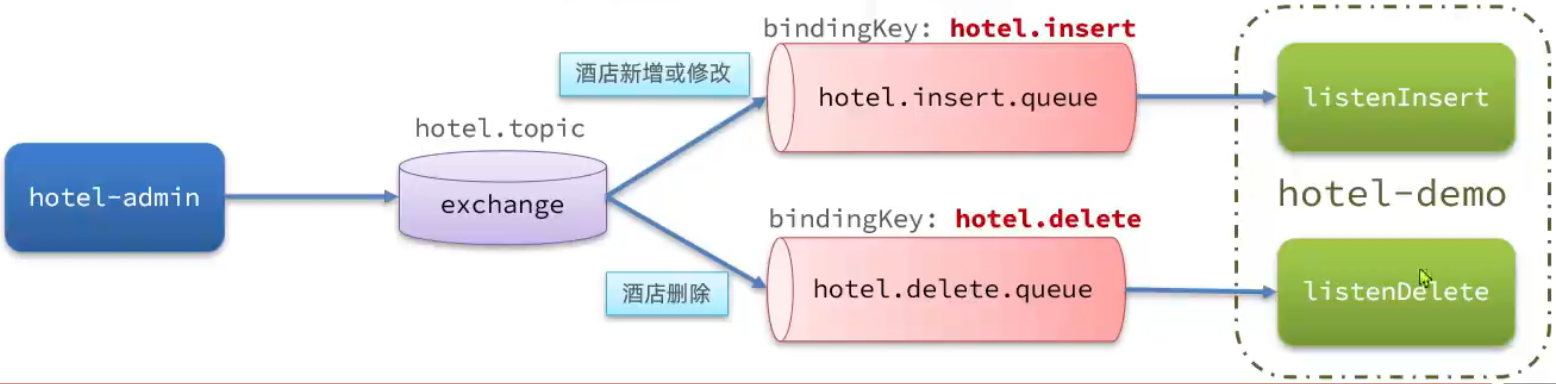 bindingKey: hotel.insert
酒店新增或修改
hotel.insert.queue
listenInsert
hotel.topic
hotel-admin
exchange
hotel-demo
bindingKey: hotel.delete
酒店删除
hotel.delete.queue
listenDelete